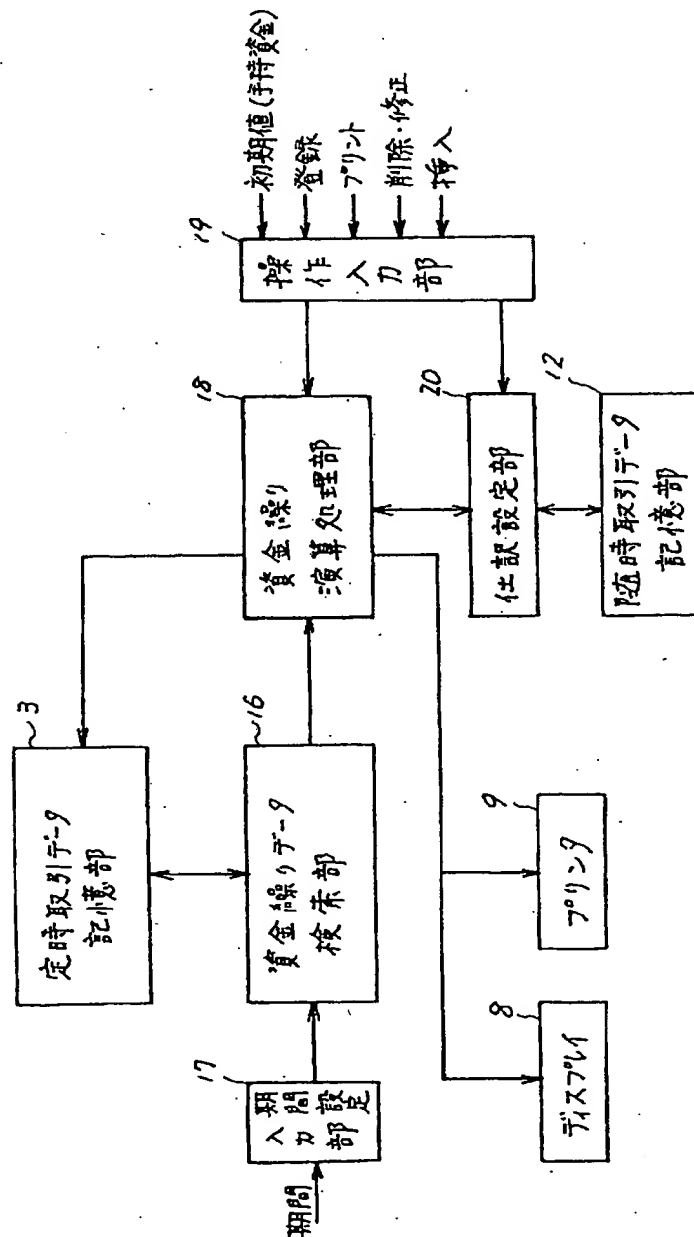 3
定時取引データ
記憶部
17
期間設定
入力部
期間
16
資金繰りデータ
検索部
18
資金繰り
演算処理部
19
操作入力部
初期値(手持資金)
登録
プリント
削除・修正
挿入
20
仕訳設定部
8
ディスプレイ
9
プリンタ
12
随時取引データ
記憶部